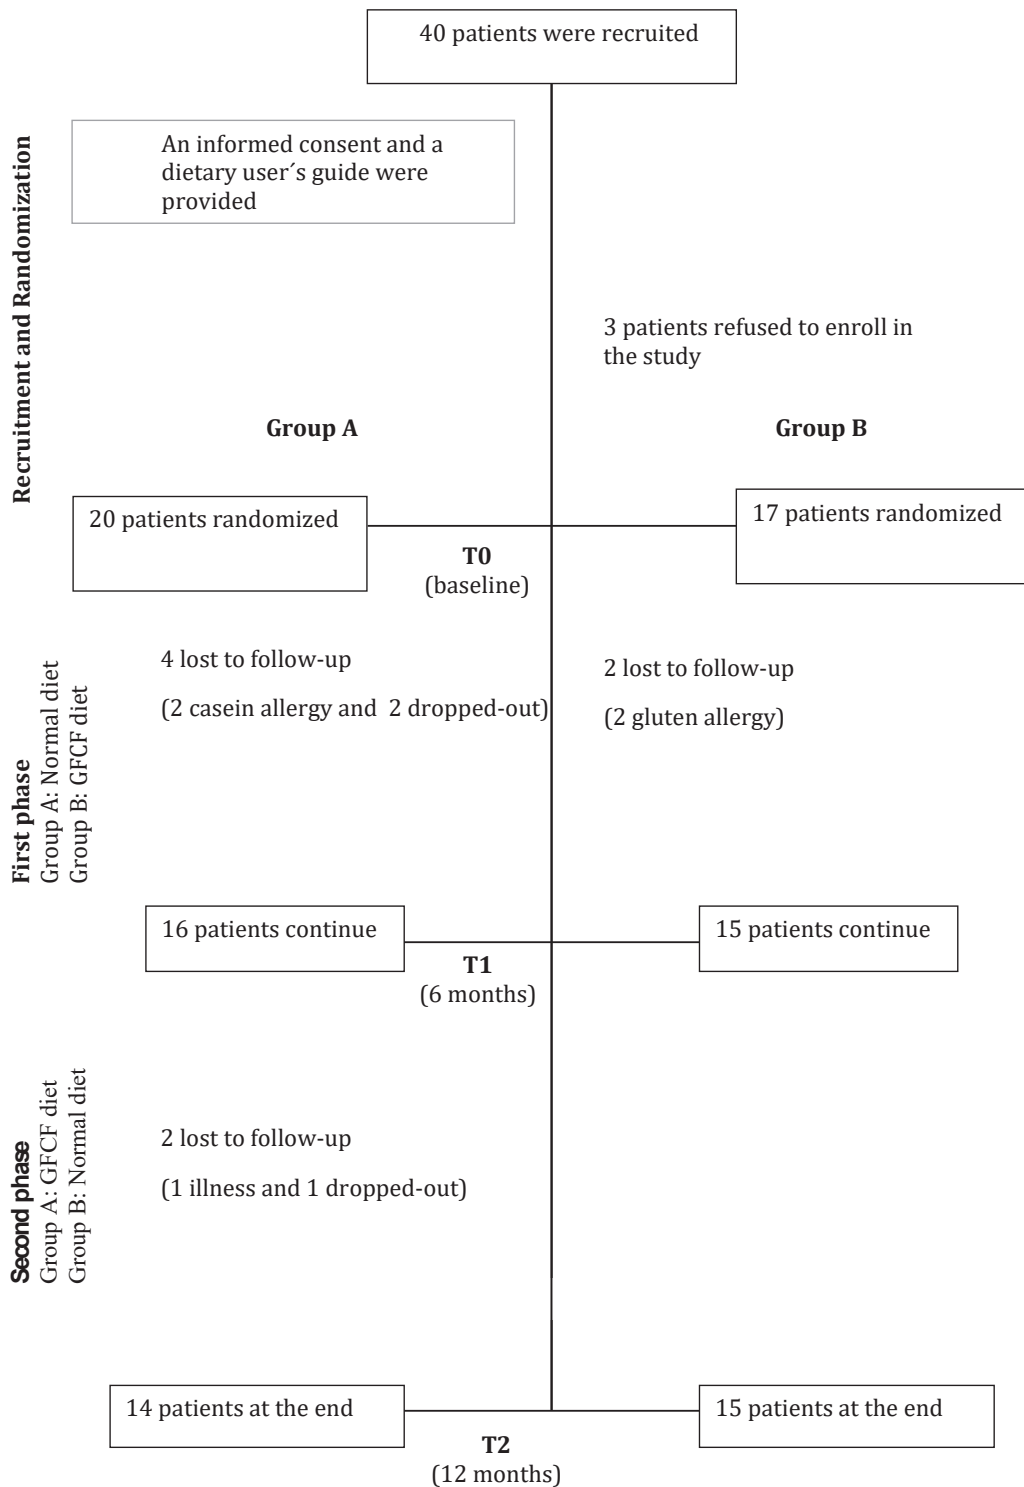 40 patients were recruited
An informed consent and a
dietary user´s guide were
provided
Recruitment and Randomization
3 patients refused to enroll in
the study
Group A
Group B
20 patients randomized
17 patients randomized
T0
(baseline)
First phase
Group A: Normal diet
Group B: GFCF diet
4 lost to follow-up
(2 casein allergy and 2 dropped-out)
2 lost to follow-up
(2 gluten allergy)
16 patients continue
15 patients continue
T1
(6 months)
Second phase
Group A: GFCF diet
Group B: Normal diet
2 lost to follow-up
(1 illness and 1 dropped-out)
14 patients at the end
15 patients at the end
T2
(12 months)